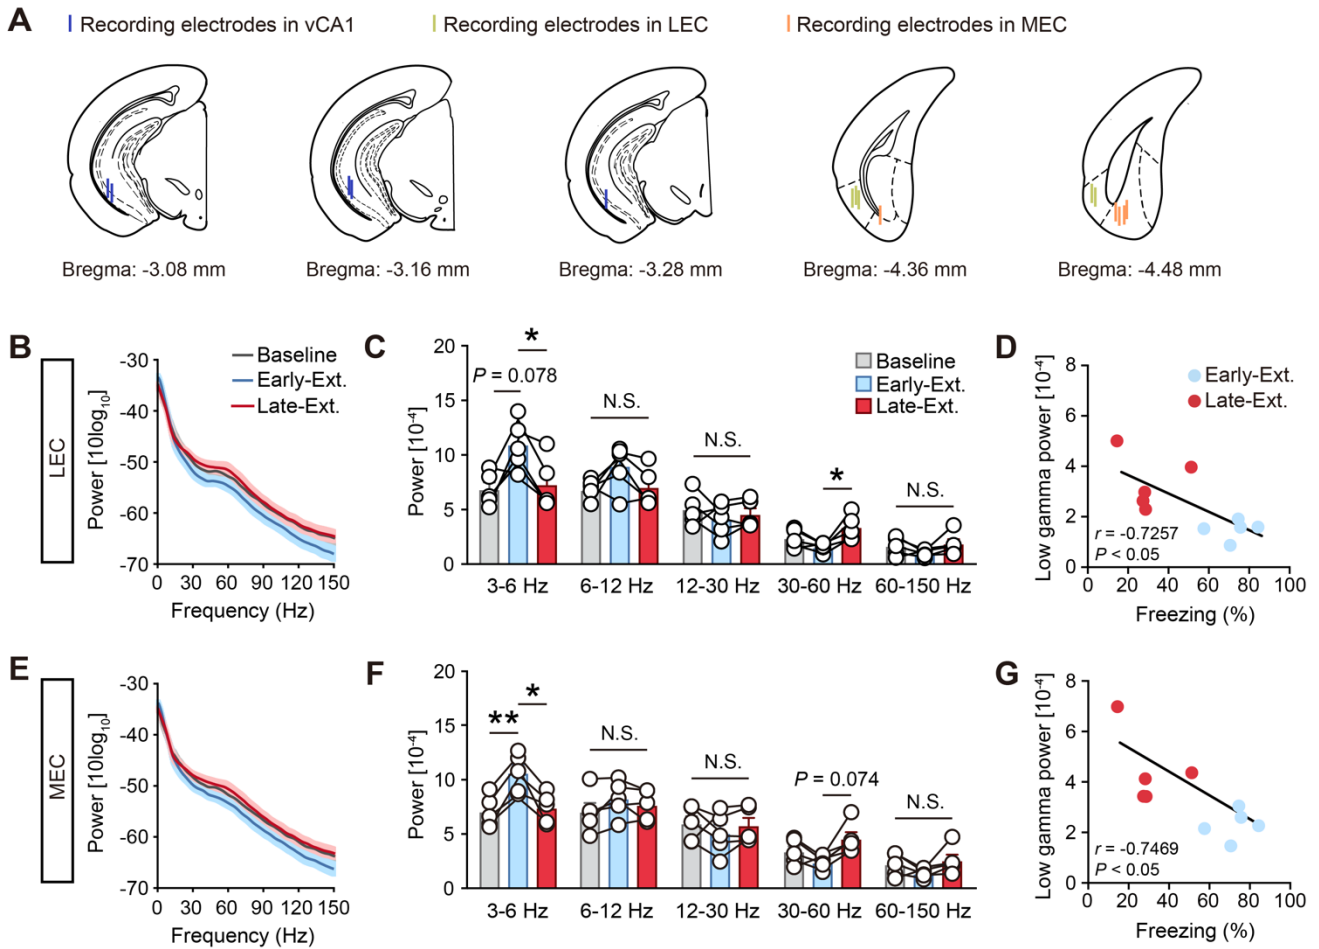 A
Recording electrodes in vCA1
Recording electrodes in LEC
Recording electrodes in MEC
Bregma: -3.08 mm
Bregma: -3.16 mm
Bregma: -3.28 mm
Bregma: -4.36 mm
Bregma: -4.48 mm
B
LEC
Power [10log10]
-30
-40
-50
-60
-70
0 30 60 90 120 150
Frequency (Hz)
Baseline
Early-Ext.
Late-Ext.
C
Power [10-4]
20
15
10
5
0
P = 0.078
*
N.S.
N.S.
*
N.S.
Baseline
Early-Ext.
Late-Ext.
3-6 Hz
6-12 Hz
12-30 Hz
30-60 Hz
60-150 Hz
D
Low gamma power [10-4]
8
6
4
2
0
Early-Ext.
Late-Ext.
r = -0.7257
P < 0.05
0 20 40 60 80 100
Freezing (%)
E
MEC
Power [10log10]
-30
-40
-50
-60
-70
0 30 60 90 120 150
Frequency (Hz)
F
Power [10-4]
20
15
10
5
0
**
*
N.S.
N.S.
P = 0.074
N.S.
3-6 Hz
6-12 Hz
12-30 Hz
30-60 Hz
60-150 Hz
G
Low gamma power [10-4]
8
6
4
2
0
r = -0.7469
P < 0.05
0 20 40 60 80 100
Freezing (%)